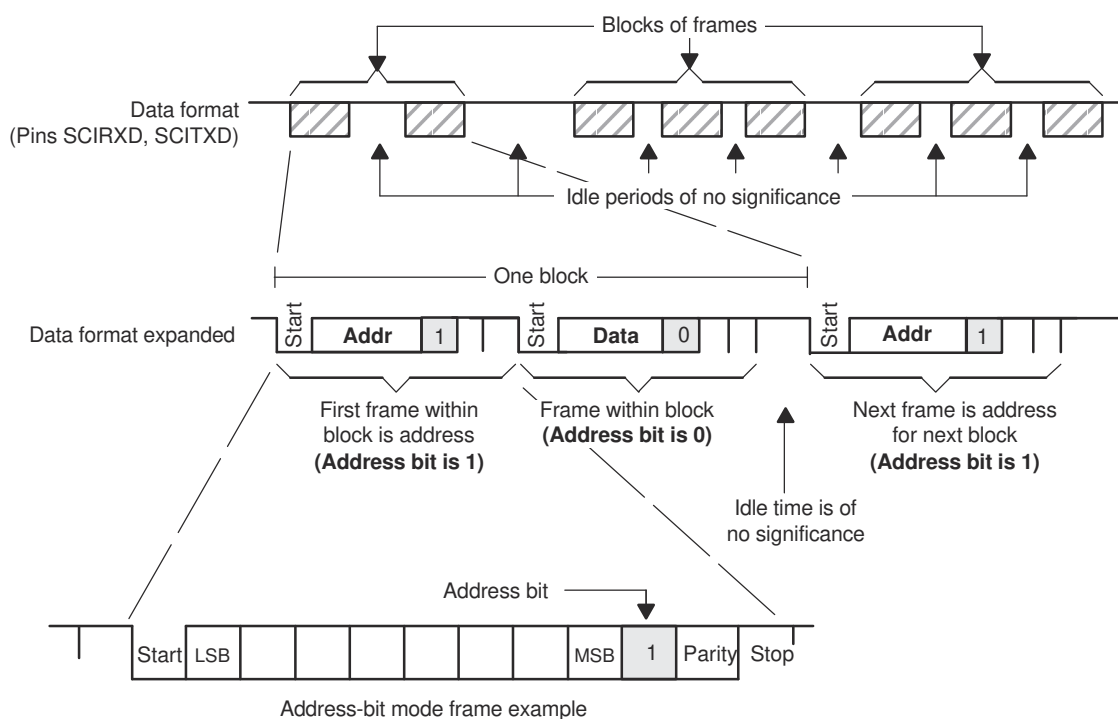 Blocks of frames
Data format
(Pins SCIRXD, SCITXD)
Idle periods of no significance
One block
Data format expanded
Start
Addr
1
Start
Data
0
Start
Addr
1
First frame within
block is address
(Address bit is 1)
Frame within block
(Address bit is 0)
Next frame is address
for next block
(Address bit is 1)
Idle time is of
no significance
Address bit
Start
LSB
MSB
1
Parity
Stop
Address-bit mode frame example